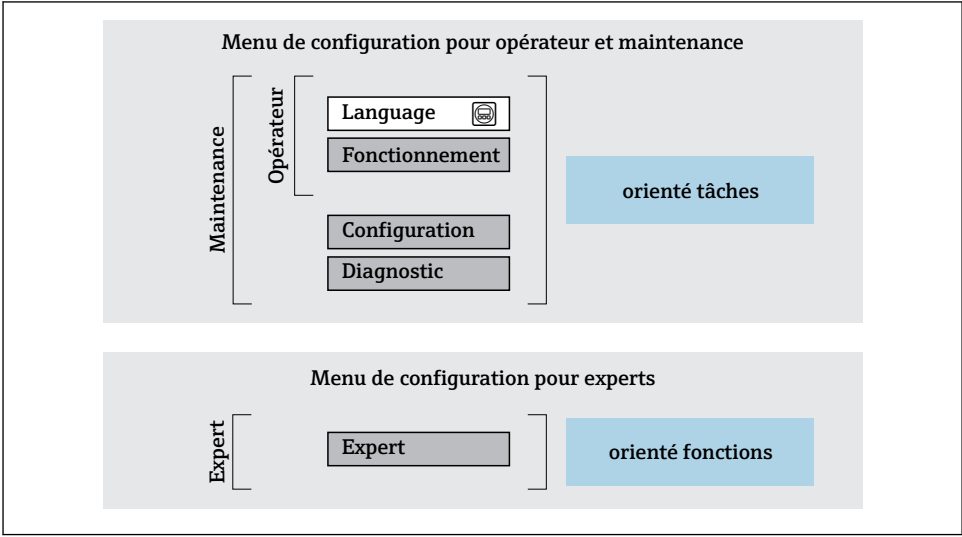 Menu de configuration pour opérateur et maintenance
Maintenance
Opérateur
Language
Fonctionnement
Configuration
Diagnostic
orienté tâches
Menu de configuration pour experts
Expert
Expert
orienté fonctions